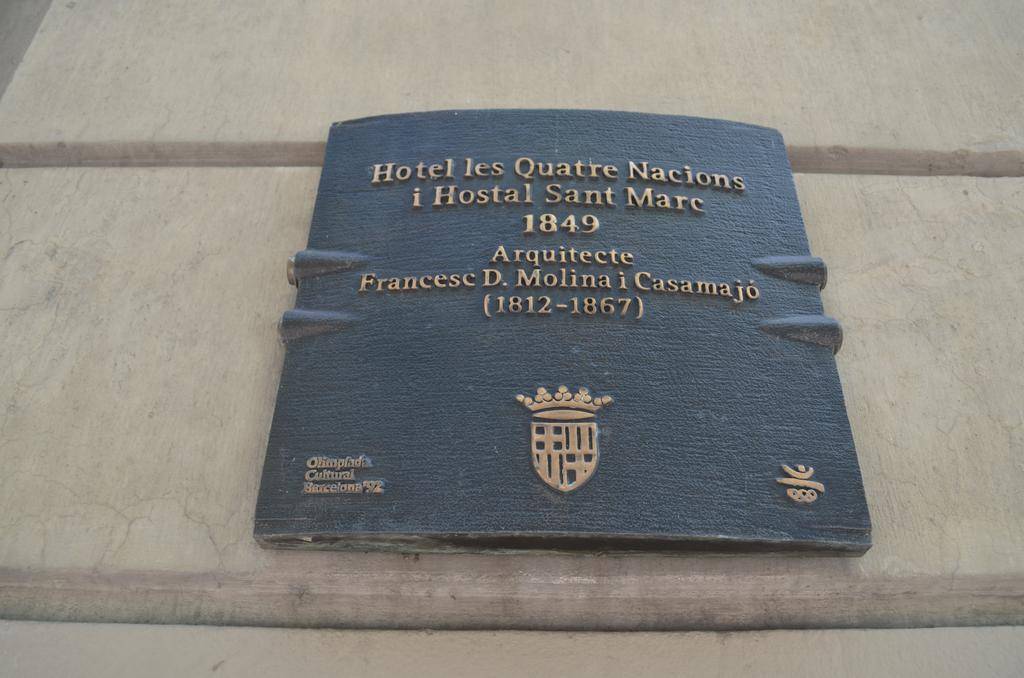 Hotel les Quatre Nacions
i Hostal Sant Marc
1849
Arquitecte
Francesc D. Molina i Casamajó
(1812-1867)
Olimpíada
Cultural
Barcelona'92